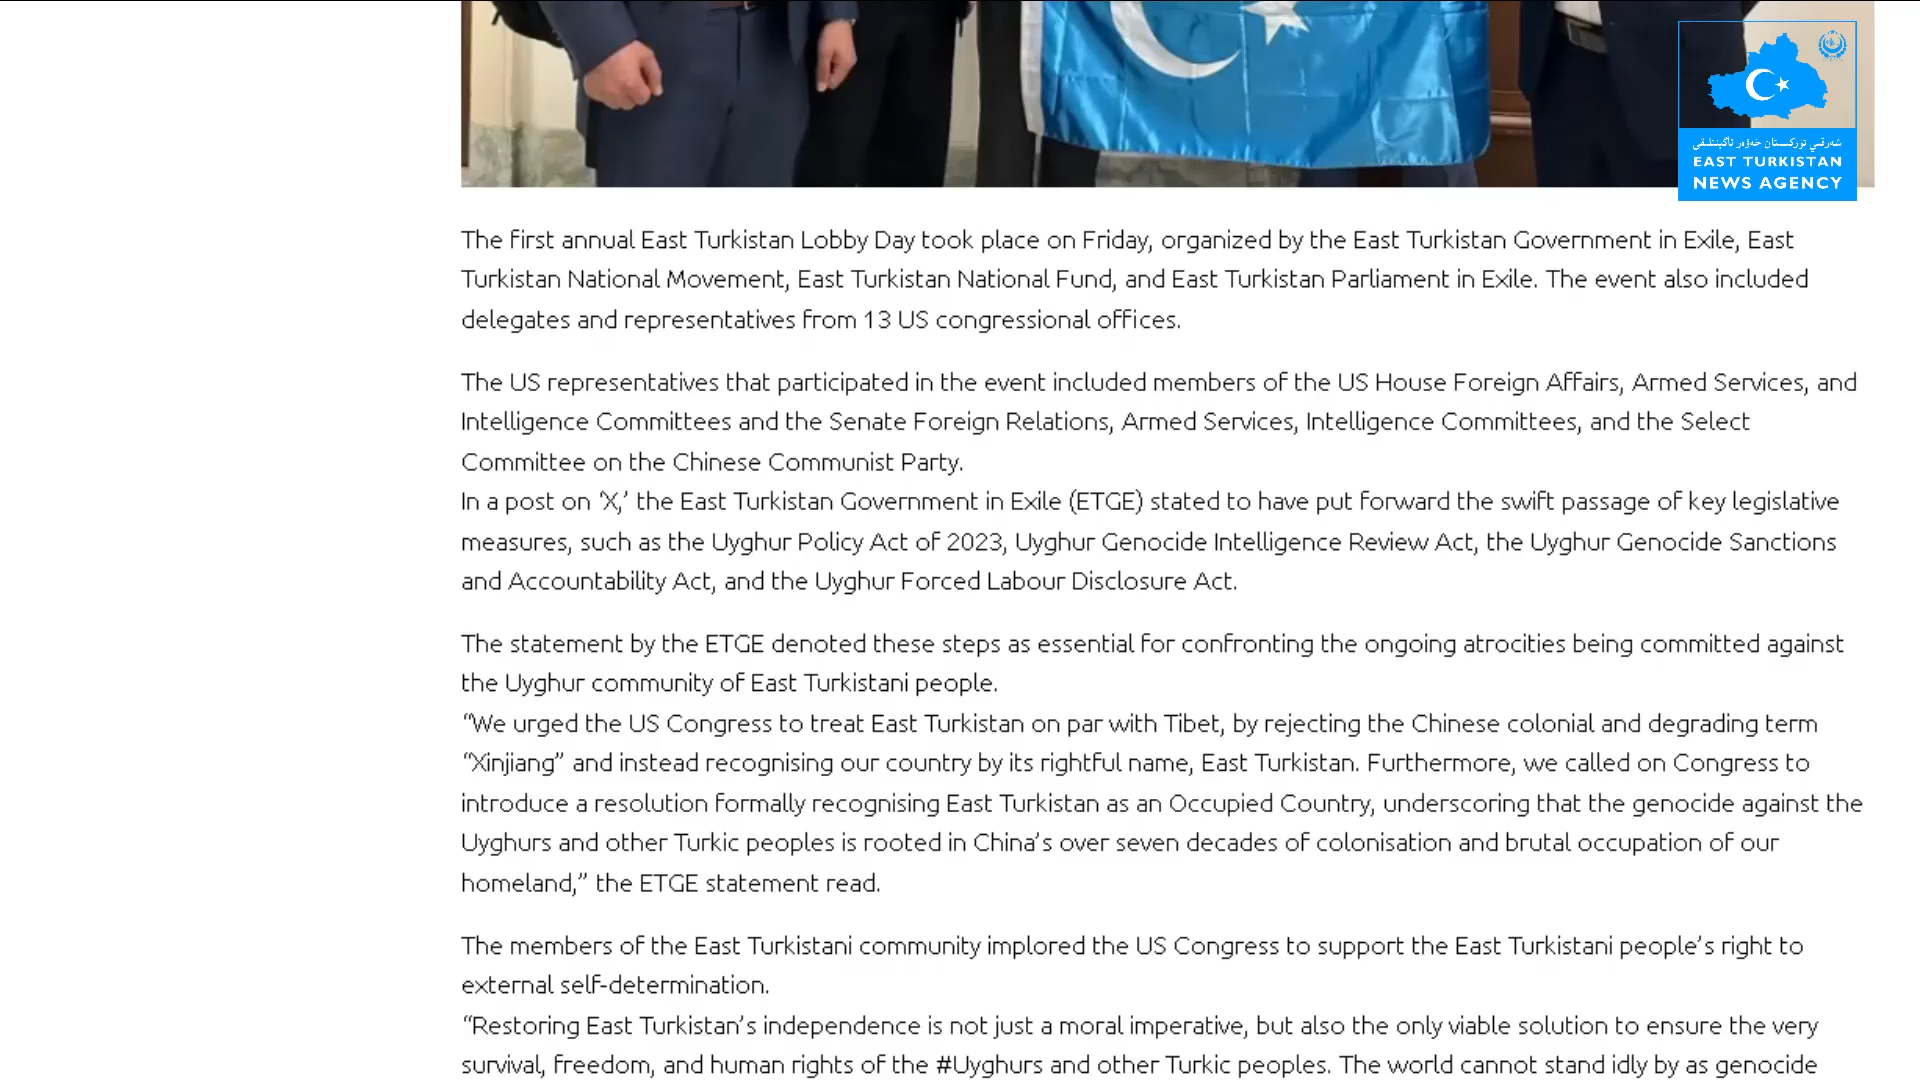 شەرقىي تۈركىستان خەۋەر ئاگېنتلىقى
EAST TURKISTAN
NEWS AGENCY
The first annual East Turkistan Lobby Day took place on Friday, organized by the East Turkistan Government in Exile, East
Turkistan National Movement, East Turkistan National Fund, and East Turkistan Parliament in Exile. The event also included
delegates and representatives from 13 US congressional offices.
The US representatives that participated in the event included members of the US House Foreign Affairs, Armed Services, and
Intelligence Committees and the Senate Foreign Relations, Armed Services, Intelligence Committees, and the Select
Committee on the Chinese Communist Party.
In a post on ‘X,’ the East Turkistan Government in Exile (ETGE) stated to have put forward the swift passage of key legislative
measures, such as the Uyghur Policy Act of 2023, Uyghur Genocide Intelligence Review Act, the Uyghur Genocide Sanctions
and Accountability Act, and the Uyghur Forced Labour Disclosure Act.
The statement by the ETGE denoted these steps as essential for confronting the ongoing atrocities being committed against
the Uyghur community of East Turkistani people.
“We urged the US Congress to treat East Turkistan on par with Tibet, by rejecting the Chinese colonial and degrading term
“Xinjiang” and instead recognising our country by its rightful name, East Turkistan. Furthermore, we called on Congress to
introduce a resolution formally recognising East Turkistan as an Occupied Country, underscoring that the genocide against the
Uyghurs and other Turkic peoples is rooted in China’s over seven decades of colonisation and brutal occupation of our
homeland,” the ETGE statement read.
The members of the East Turkistani community implored the US Congress to support the East Turkistani people’s right to
external self-determination.
“Restoring East Turkistan’s independence is not just a moral imperative, but also the only viable solution to ensure the very
survival, freedom, and human rights of the #Uyghurs and other Turkic peoples. The world cannot stand idly by as genocide